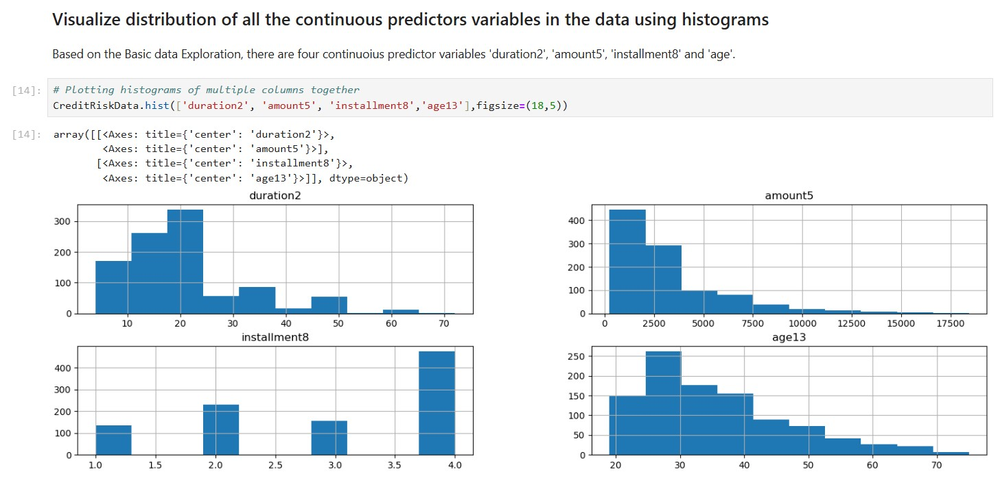 Visualize distribution of all the continuous predictors variables in the data using histograms
Based on the Basic data Exploration, there are four continuoius predictor variables 'duration2', 'amount5', 'installment8' and 'age'.
[14]: # Plotting histograms of multiple columns together
CreditRiskData.hist(['duration2', 'amount5', 'installment8','age13'],figsize=(18,5))
[14]: array([[<Axes: title={'center': 'duration2'}>,
<Axes: title={'center': 'amount5'}>],
[<Axes: title={'center': 'installment8'}>,
<Axes: title={'center': 'age13'}>]], dtype=object)
duration2
300
200
100
0
10 20 30 40 50 60 70
amount5
400
300
200
100
0
0 2500 5000 7500 10000 12500 15000 17500
installment8
400
300
200
100
0
1.0 1.5 2.0 2.5 3.0 3.5 4.0
age13
250
200
150
100
50
0
20 30 40 50 60 70